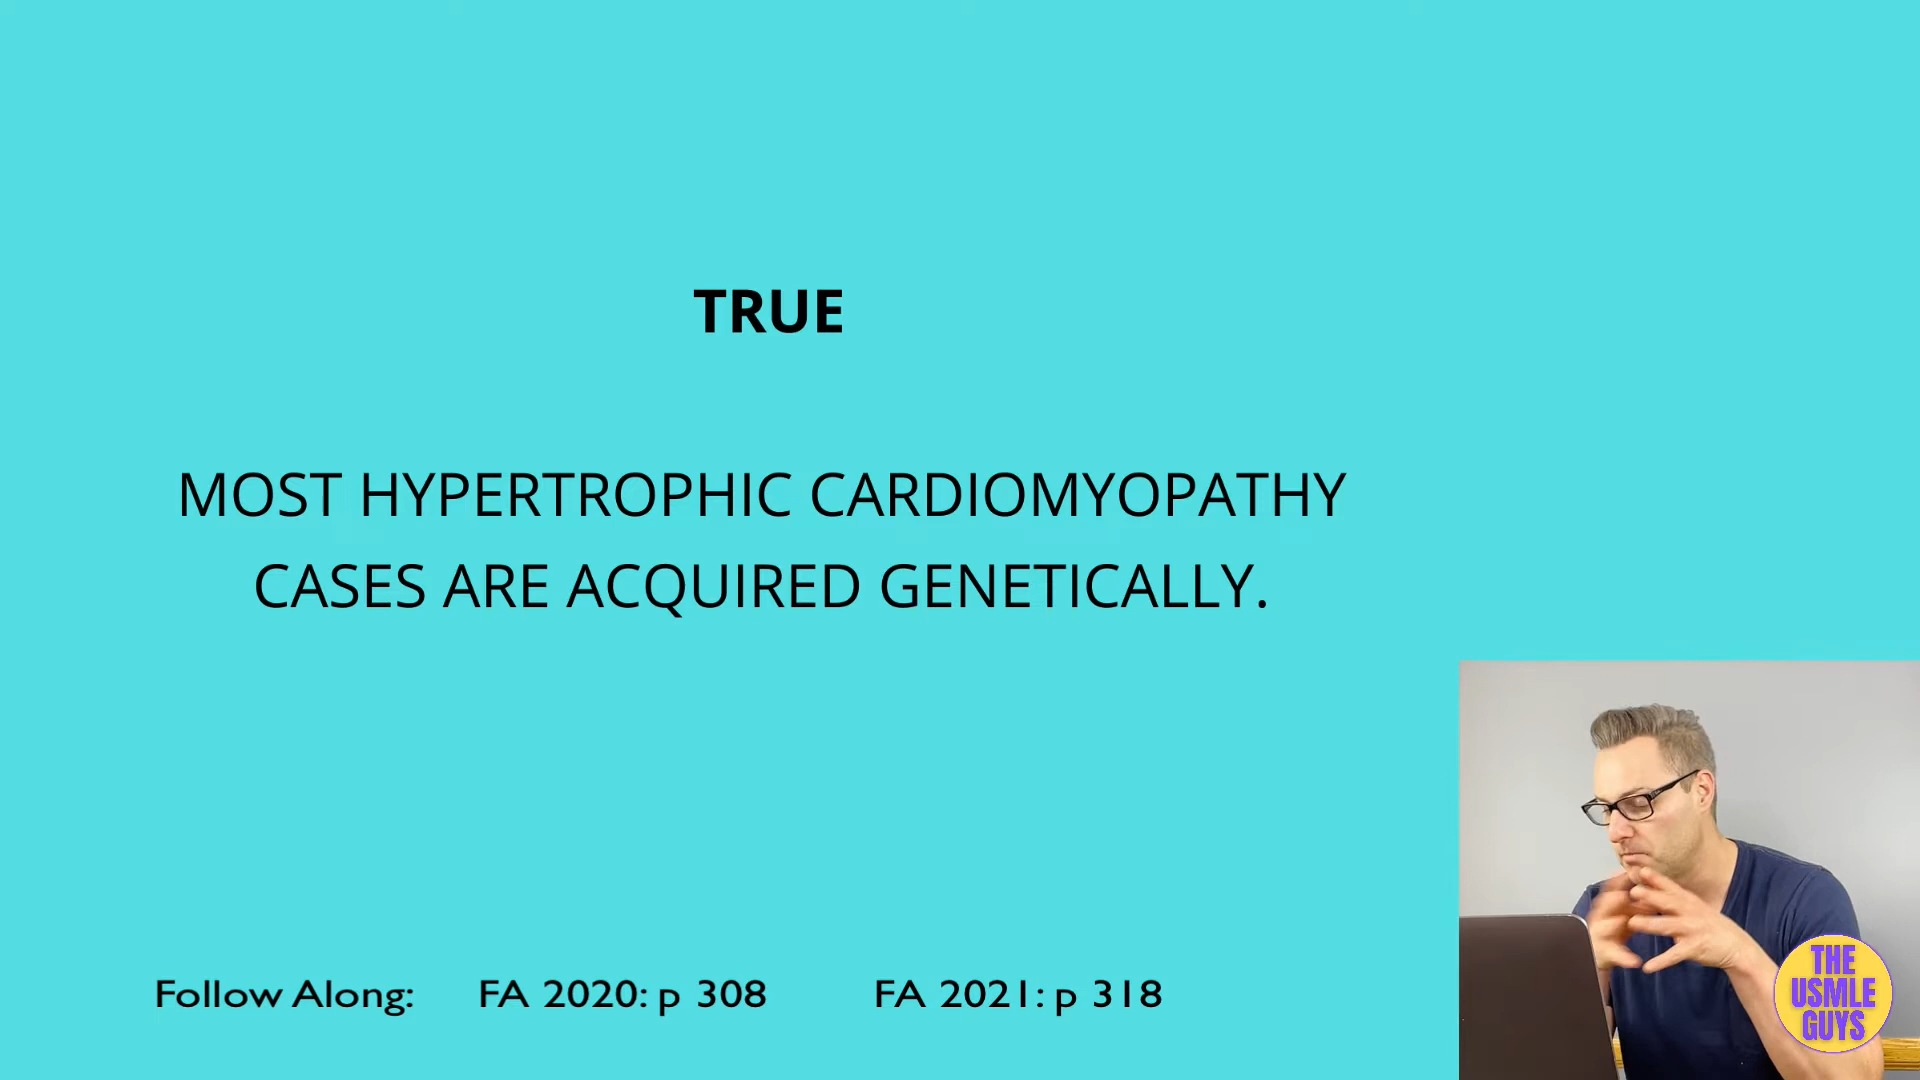 TRUE
MOST HYPERTROPHIC CARDIOMYOPATHY
CASES ARE ACQUIRED GENETICALLY.
Follow Along: FA 2020: p 308 FA 2021: p 318
THE
USMLE
GUYS